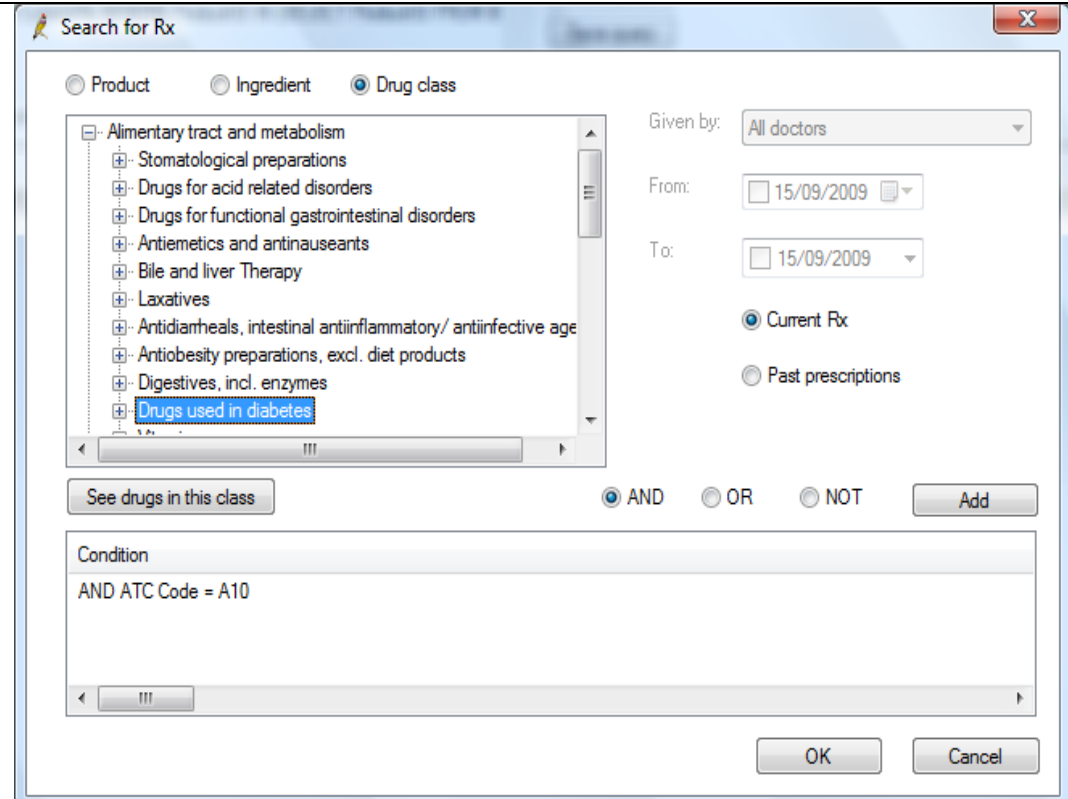 Search for Rx
Product Ingredient Drug class
Alimentary tract and metabolism
Stomatological preparations
Drugs for acid related disorders
Drugs for functional gastrointestinal disorders
Antiemetics and antinauseants
Bile and liver Therapy
Laxatives
Antidiarrheals, intestinal antiinflammatory/ antiinfective age
Antiobesity preparations, excl. diet products
Digestives, incl. enzymes
Drugs used in diabetes
Given by: All doctors
From: 15/09/2009
To: 15/09/2009
Current Rx
Past prescriptions
See drugs in this class
AND OR NOT Add
Condition
AND ATC Code = A10
OK Cancel